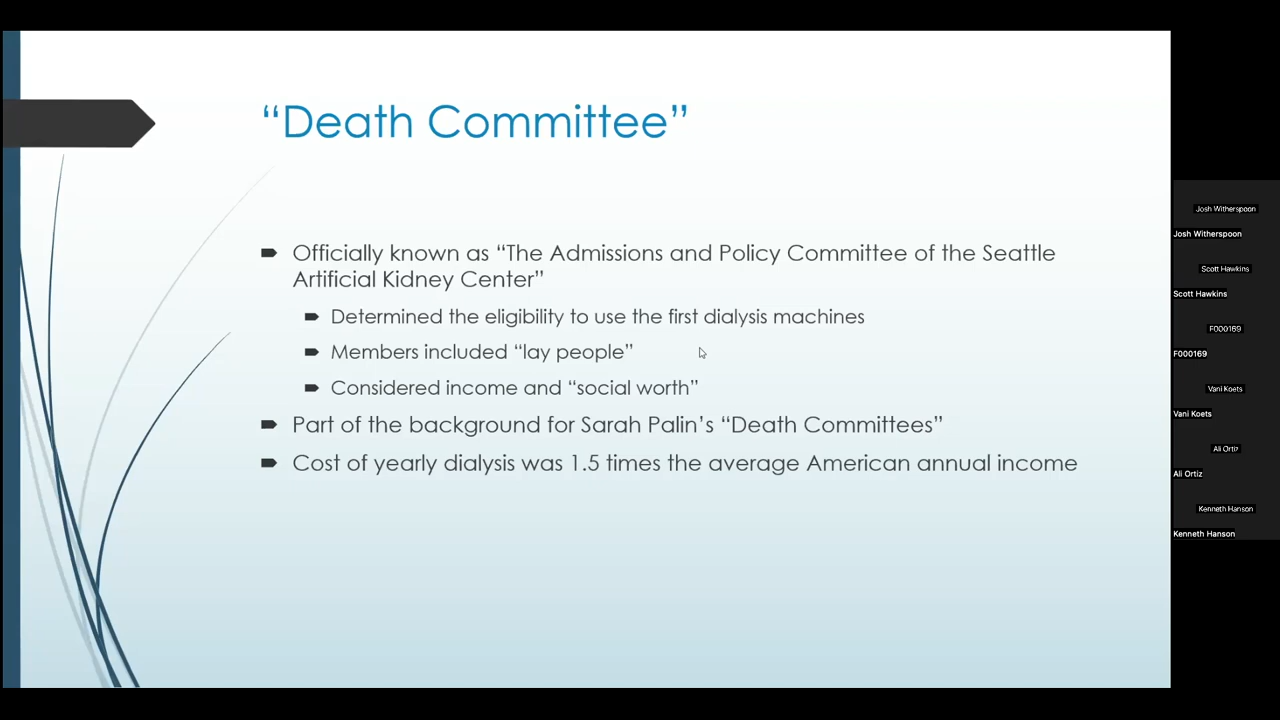 “Death Committee”
Officially known as “The Admissions and Policy Committee of the Seattle
Artificial Kidney Center”
Determined the eligibility to use the first dialysis machines
Members included “lay people”
Considered income and “social worth”
Part of the background for Sarah Palin’s “Death Committees”
Cost of yearly dialysis was 1.5 times the average American annual income
Josh Witherspoon
Josh Witherspoon
Scott Hawkins
Scott Hawkins
F000169
F000169
Vani Koets
Vani Koets
Ali Ortiz
Ali Ortiz
Kenneth Hanson
Kenneth Hanson